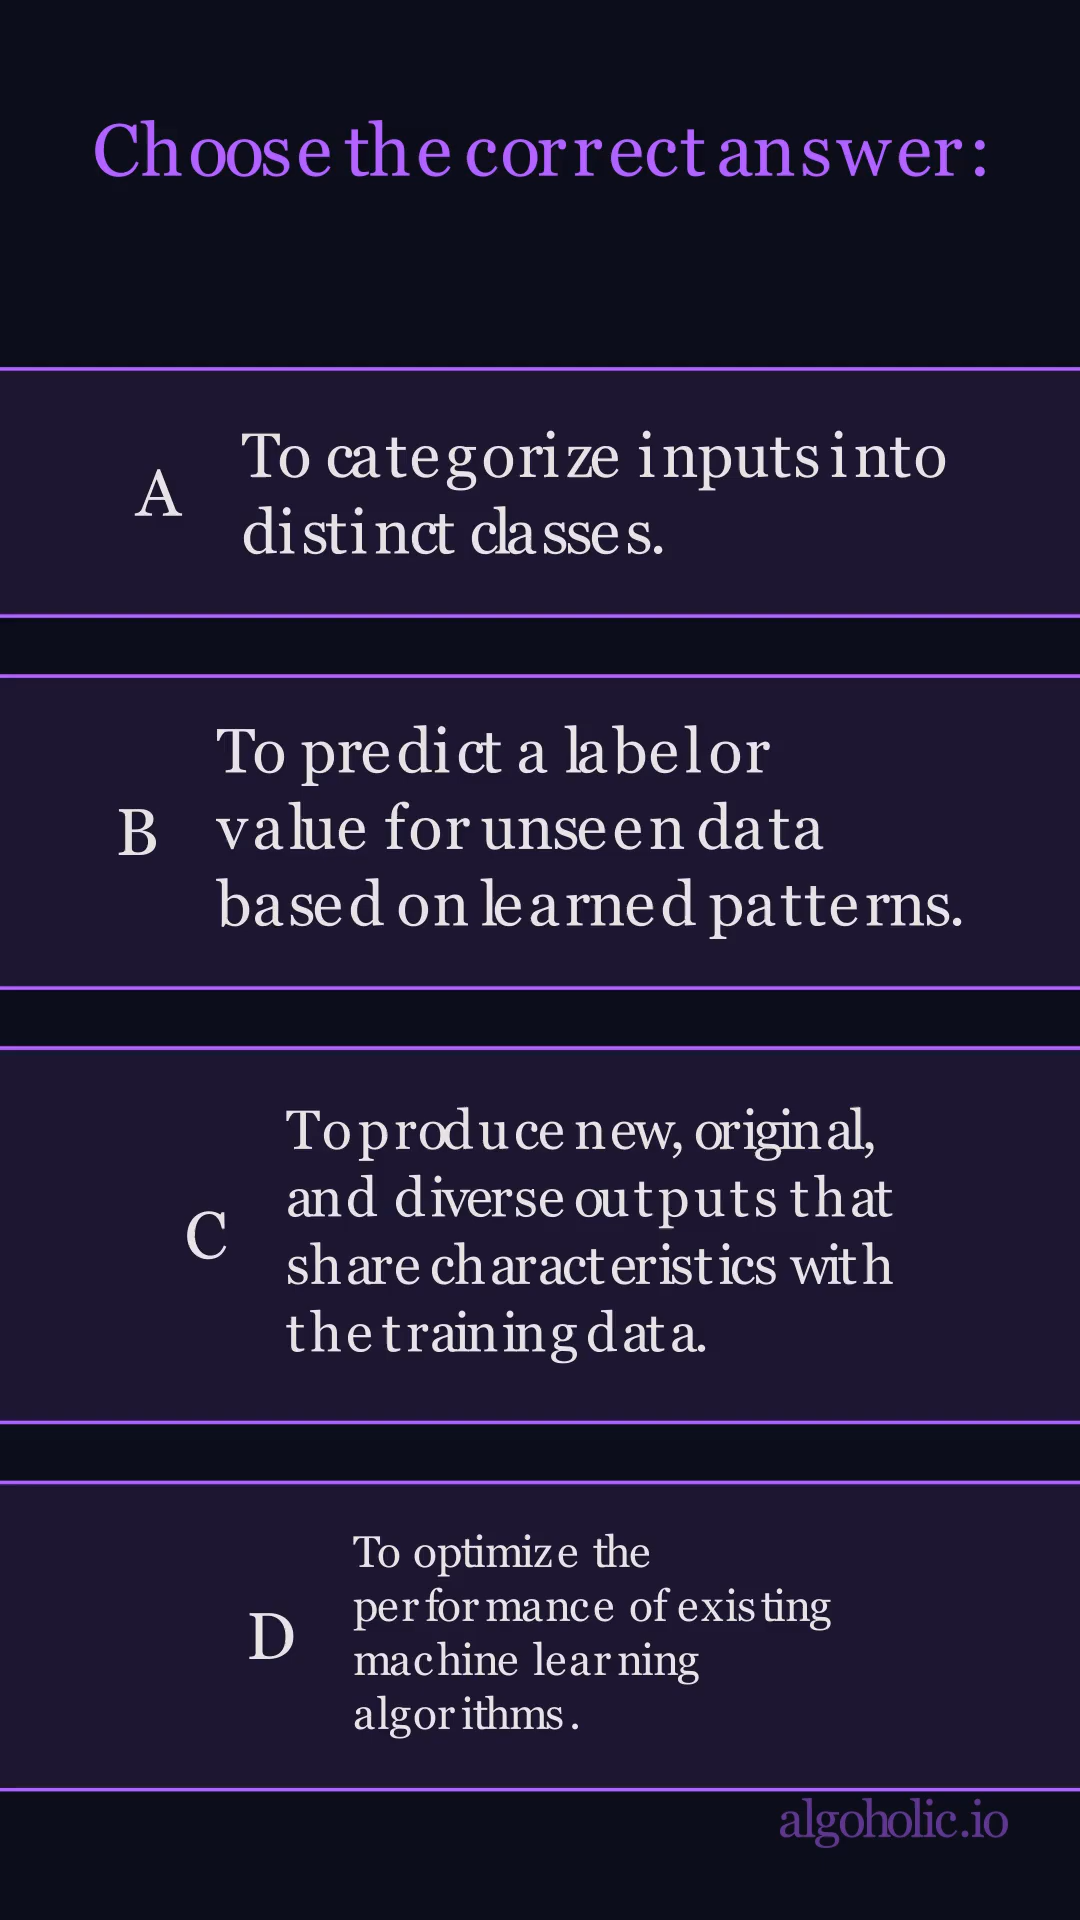 Choose the correct answer:
A
To categorize inputs into
distinct classes.
B
To predict a label or
value for unseen data
based on learned patterns.
C
To produce new, original,
and diverse outputs that
share characteristics with
the training data.
D
To optimize the
performance of existing
machine learning
algorithms.
algoholic.io